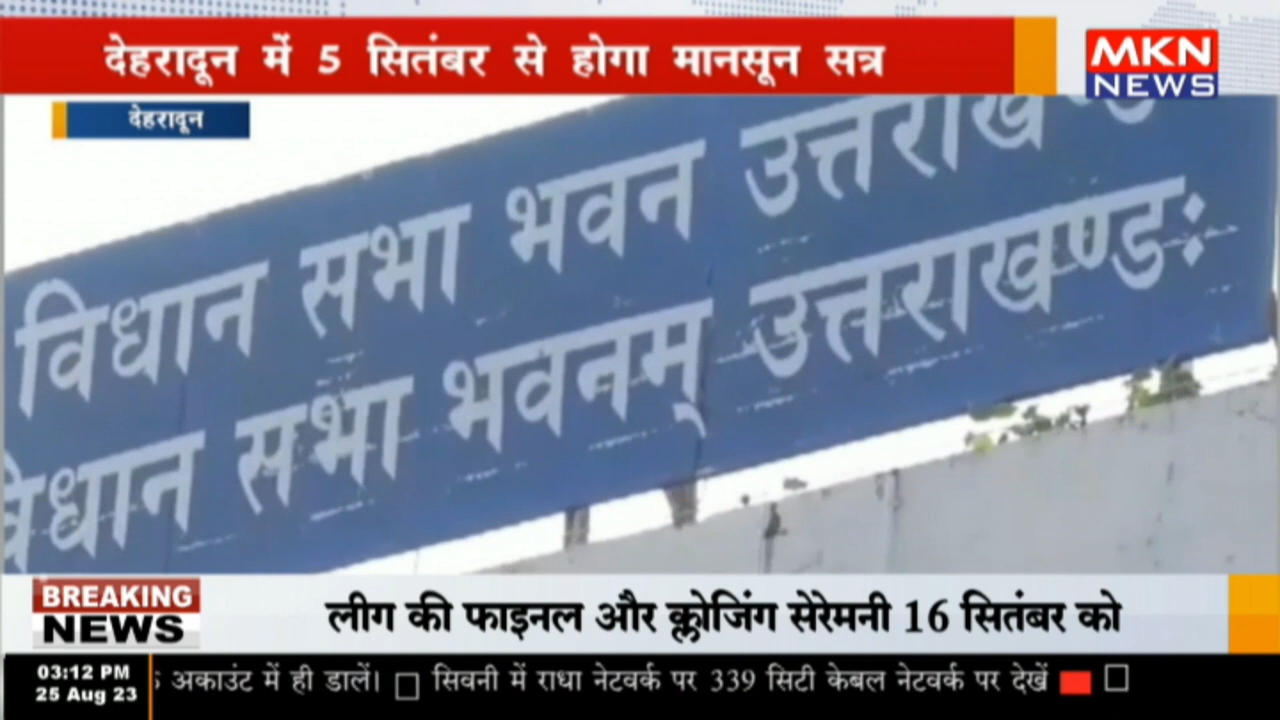 देहरादून में 5 सितंबर से होगा मानसून सत्र
MKN
NEWS
देहरादून
विधान सभा भवन उत्तराखण्ड
विधान सभा भवनम् उत्तराखण्डः
BREAKING
NEWS
लीग की फाइनल और क्लोजिंग सेरेमनी 16 सितंबर को
03:12 PM
25 Aug 23
अकाउंट में ही डालें। सिवनी में राधा नेटवर्क पर 339 सिटी केबल नेटवर्क पर देखें